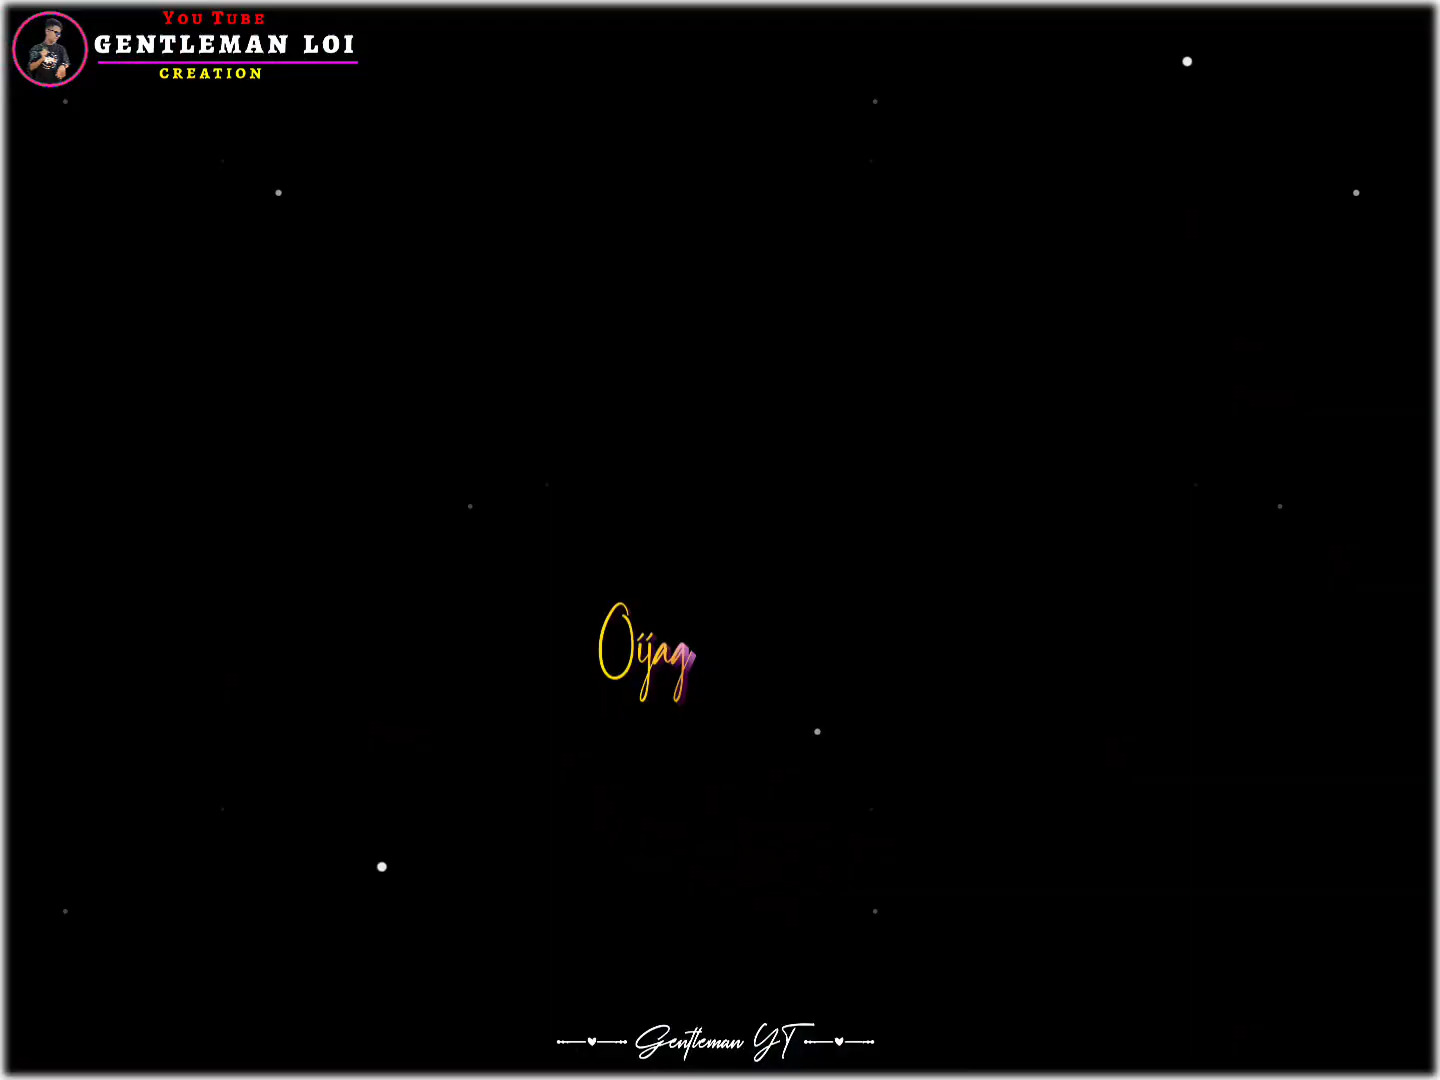 You Tube
GENTLEMAN LOI
CREATION
Oijag
Gentleman YT